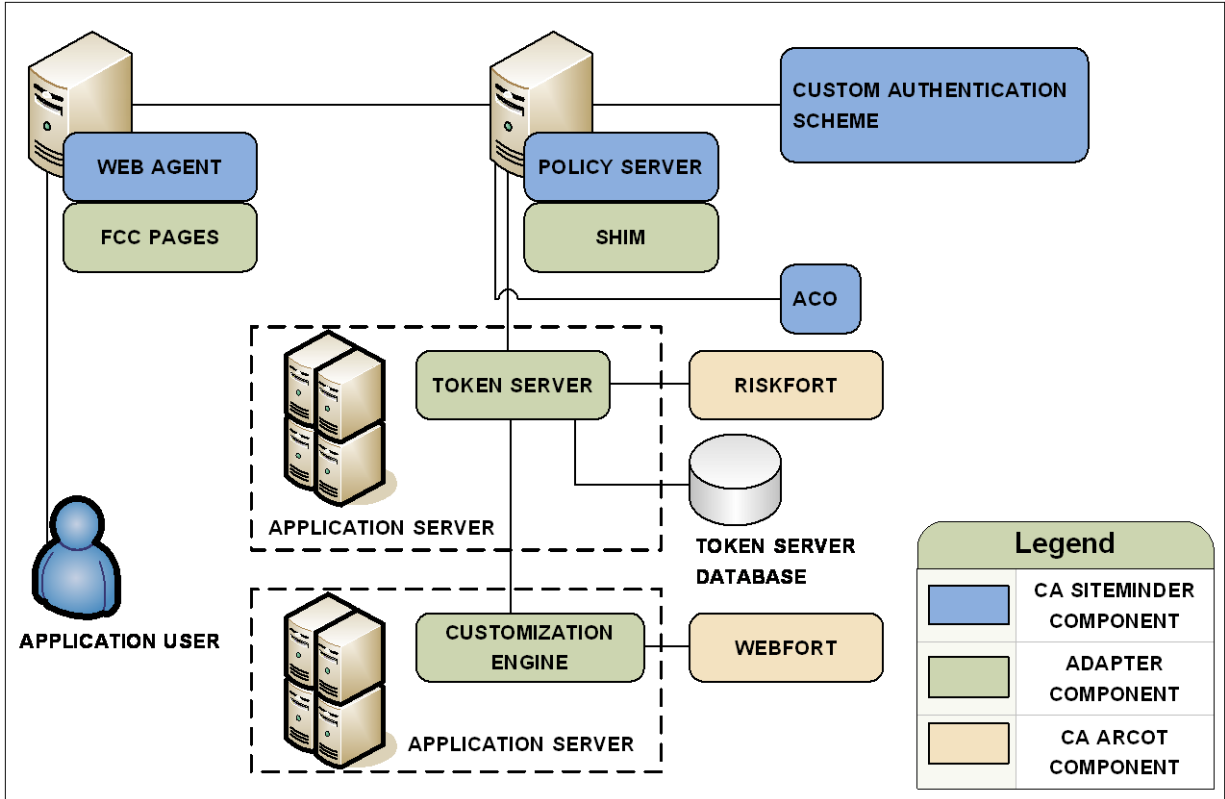 CUSTOM AUTHENTICATION
SCHEME
WEB AGENT
POLICY SERVER
FCC PAGES
SHIM
ACO
TOKEN SERVER
RISKFORT
APPLICATION SERVER
TOKEN SERVER
DATABASE
APPLICATION USER
CUSTOMIZATION
ENGINE
WEBFORT
APPLICATION SERVER
Legend
CA SITEMINDER
COMPONENT
ADAPTER
COMPONENT
CA ARCOT
COMPONENT